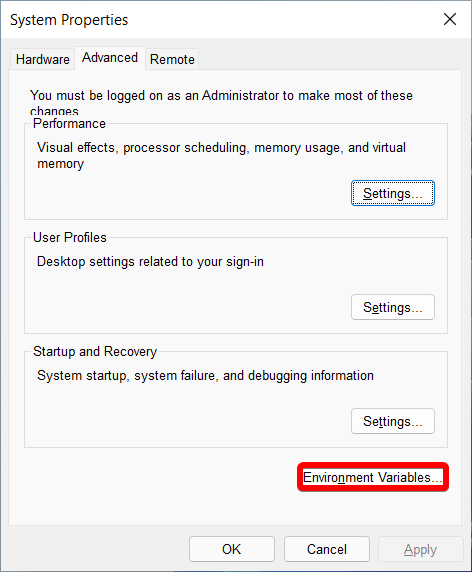 System Properties
Hardware Advanced Remote
You must be logged on as an Administrator to make most of these
changes.
Performance
Visual effects, processor scheduling, memory usage, and virtual
memory
Settings...
User Profiles
Desktop settings related to your sign-in
Settings...
Startup and Recovery
System startup, system failure, and debugging information
Settings...
Environment Variables...
OK Cancel Apply